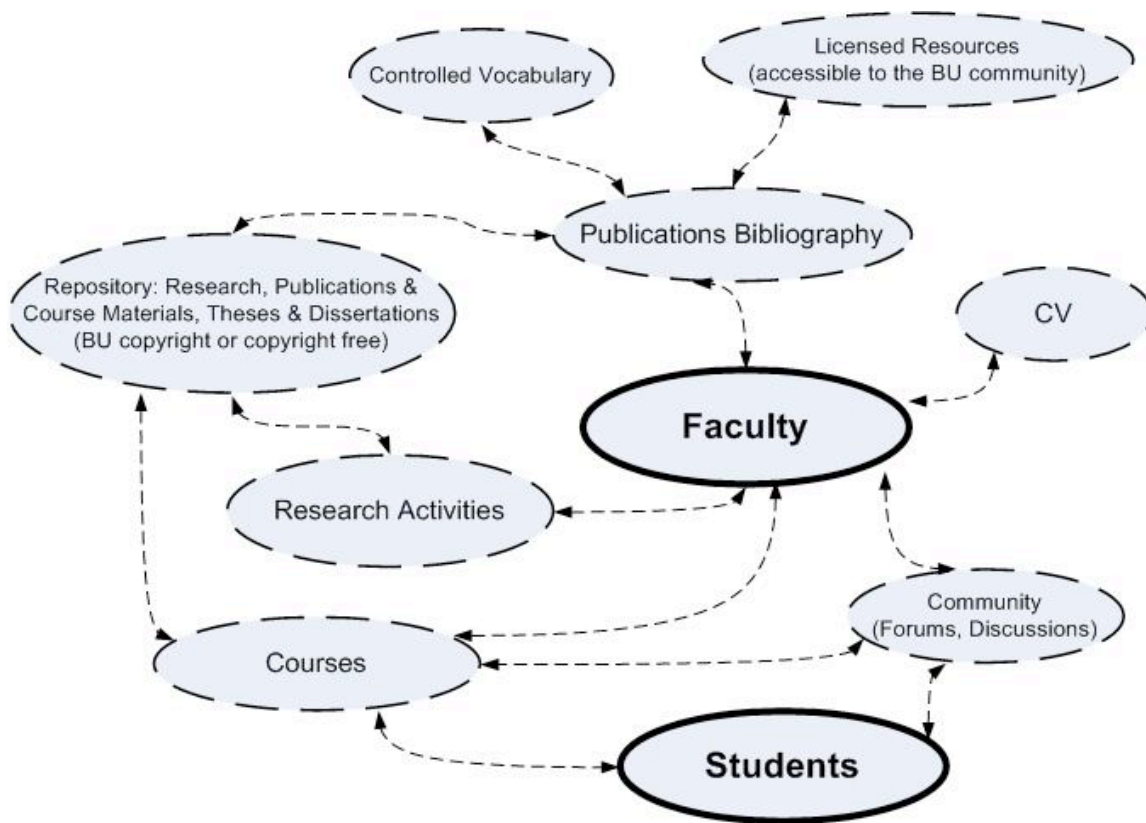 Controlled Vocabulary
Licensed Resources
(accessible to the BU community)
Publications Bibliography
Repository: Research, Publications &
Course Materials, Theses & Dissertations
(BU copyright or copyright free)
CV
Faculty
Research Activities
Community
(Forums, Discussions)
Courses
Students